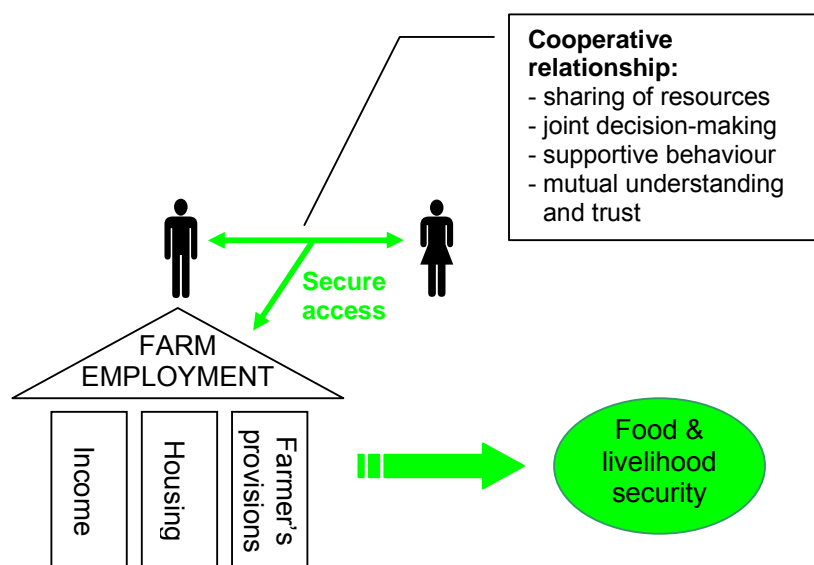 Cooperative
relationship:
- sharing of resources
- joint decision-making
- supportive behaviour
- mutual understanding
and trust
Secure
access
FARM
EMPLOYMENT
Income
Housing
Farmer's
provisions
Food &
livelihood
security